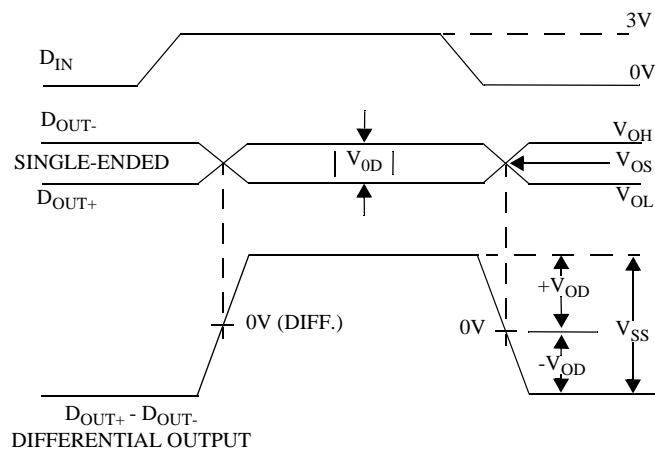 3V
D_IN
0V
D_OUT-
V_OH
SINGLE-ENDED
| V_0D |
V_OS
D_OUT+
V_OL
+V_OD
0V (DIFF.)
0V
V_SS
-V_OD
D_OUT+ - D_OUT-
DIFFERENTIAL OUTPUT